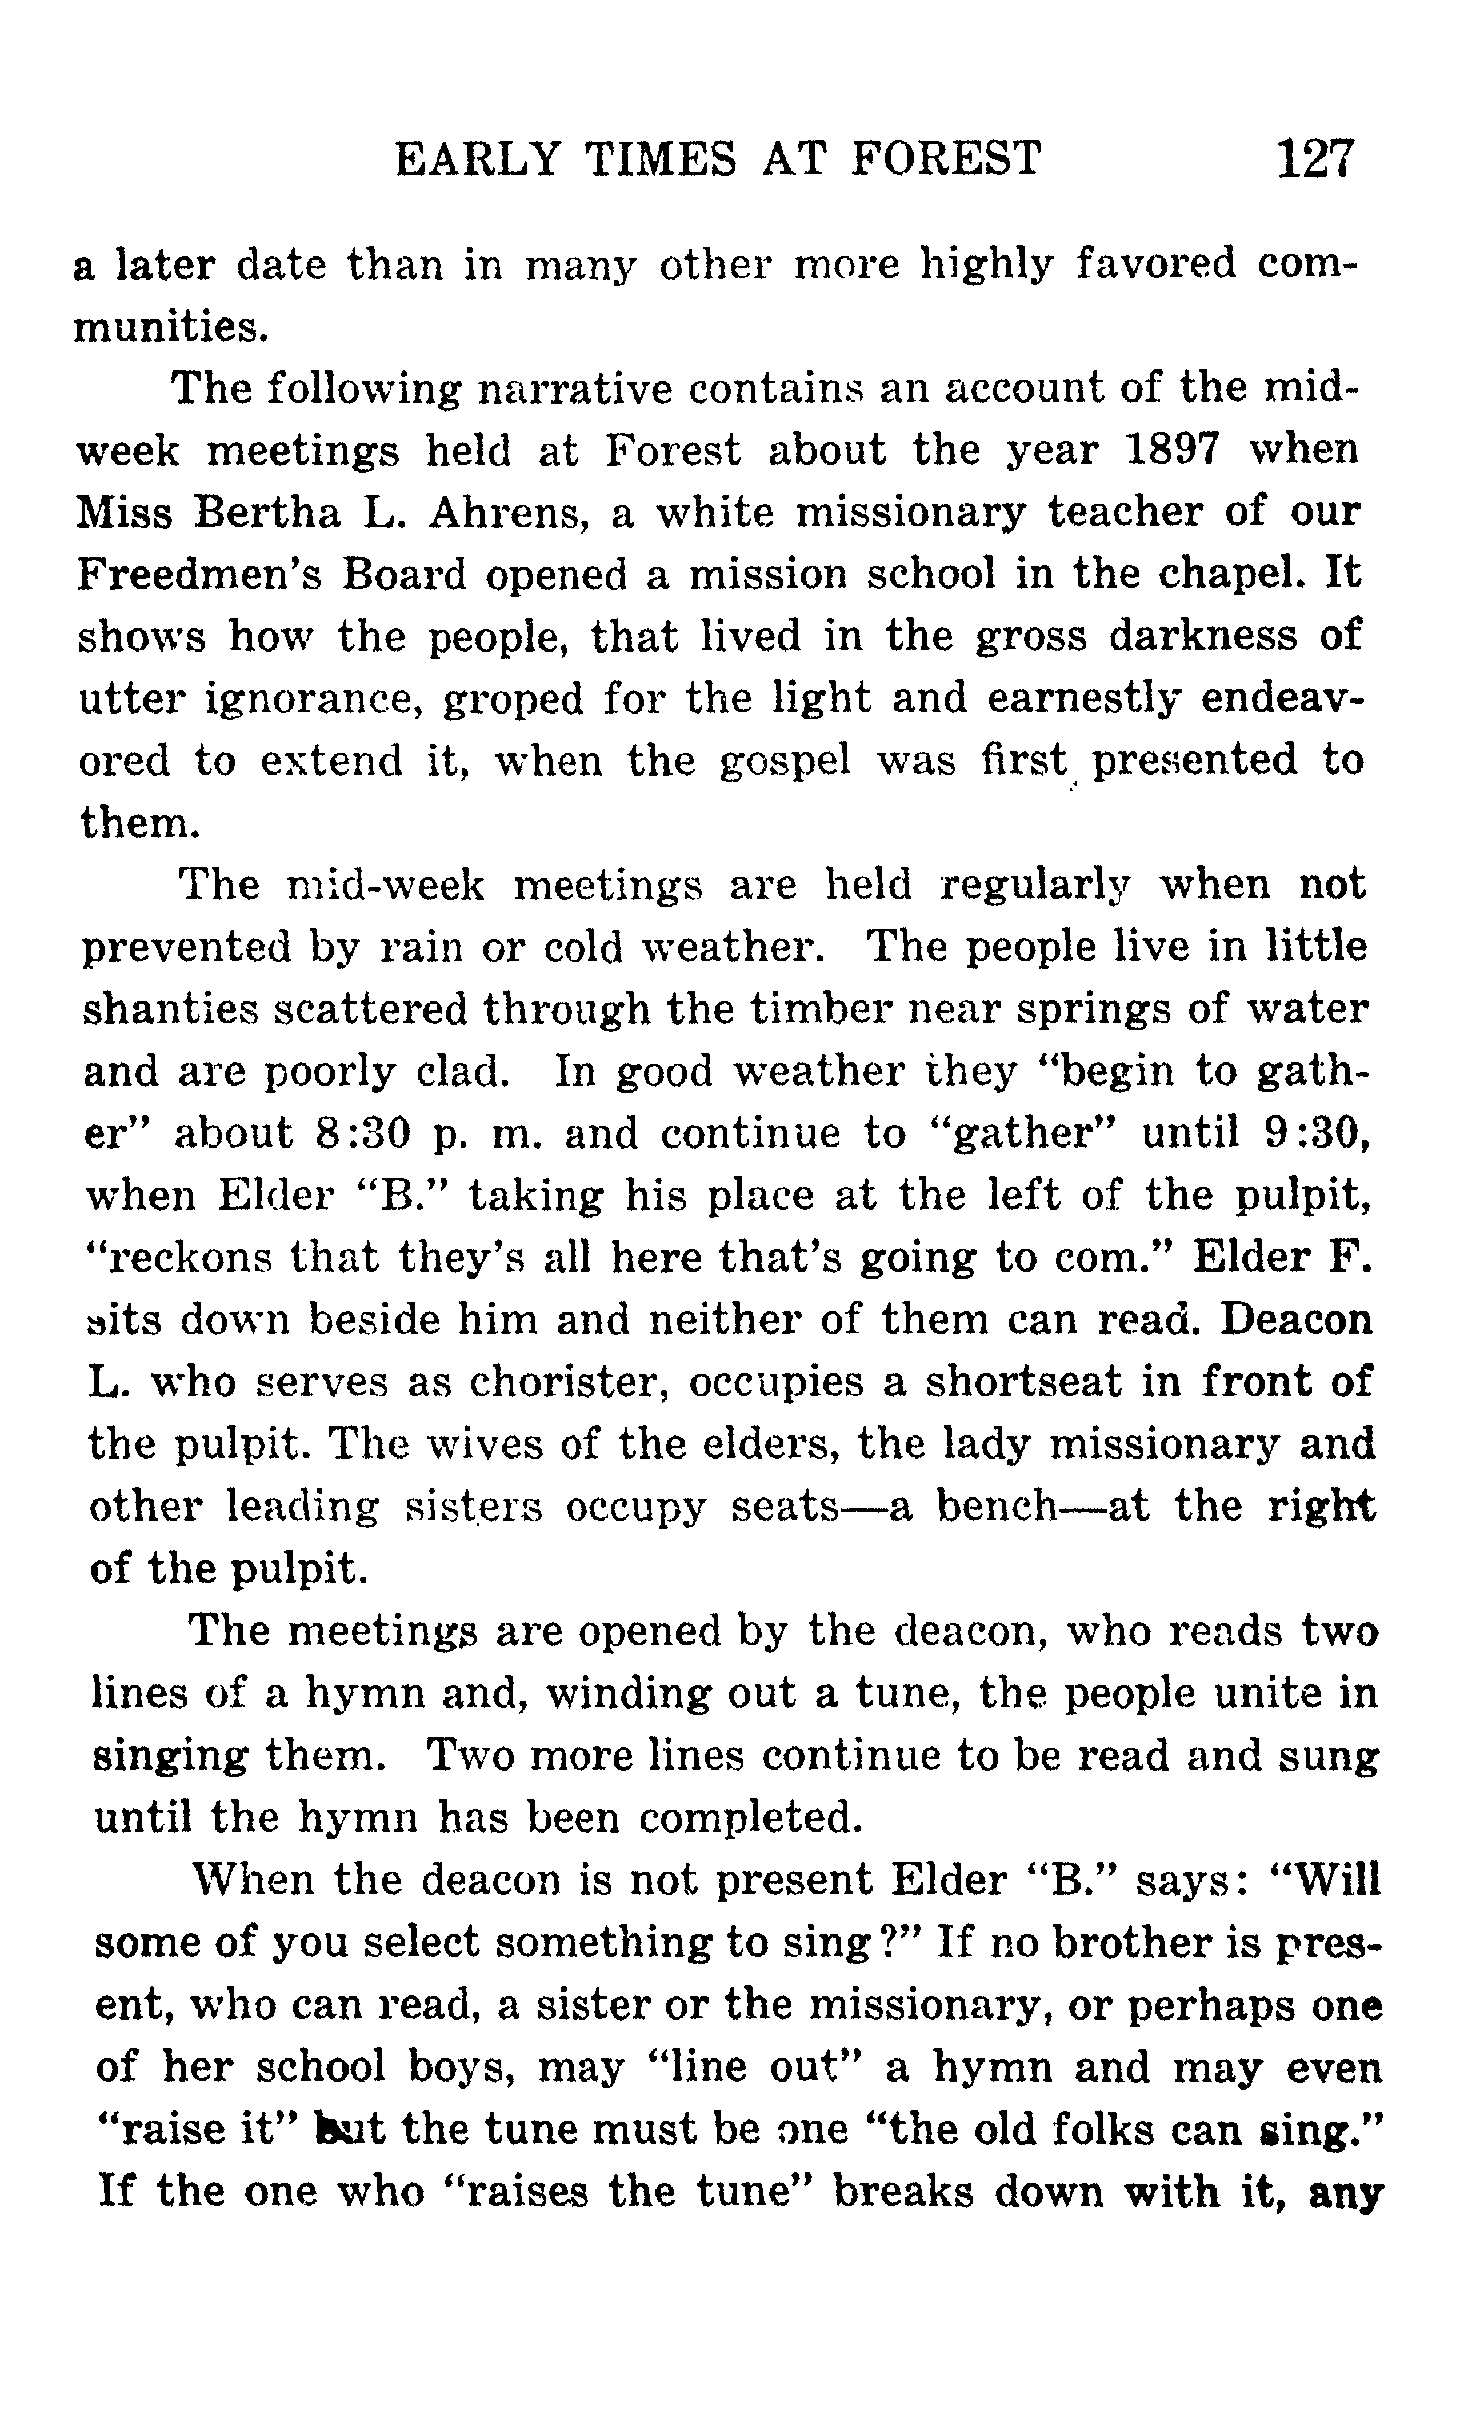 EARLY TIMES AT FOREST 127
a later date than in many other more highly favored com-
munities.
The following narrative contains an account of the mid-
week meetings held at Forest about the year 1897 when
Miss Bertha L. Ahrens, a white missionary teacher of our
Freedmen's Board opened a mission school in the chapel. It
shows how the people, that lived in the gross darkness of
utter ignorance, groped for the light and earnestly endeav-
ored to extend it, when the gospel was first presented to
them.
The mid-week meetings are held regularly when not
prevented by rain or cold weather. The people live in little
shanties scattered through the timber near springs of water
and are poorly clad. In good weather they "begin to gath-
er" about 8:30 p. m. and continue to "gather" until 9:30,
when Elder "B." taking his place at the left of the pulpit,
"reckons that they's all here that's going to com." Elder F.
sits down beside him and neither of them can read. Deacon
L. who serves as chorister, occupies a shortseat in front of
the pulpit. The wives of the elders, the lady missionary and
other leading sisters occupy seats—a bench—at the right
of the pulpit.
The meetings are opened by the deacon, who reads two
lines of a hymn and, winding out a tune, the people unite in
singing them. Two more lines continue to be read and sung
until the hymn has been completed.
When the deacon is not present Elder "B." says: "Will
some of you select something to sing?" If no brother is pres-
ent, who can read, a sister or the missionary, or perhaps one
of her school boys, may "line out" a hymn and may even
"raise it" but the tune must be one "the old folks can sing."
If the one who "raises the tune" breaks down with it, any